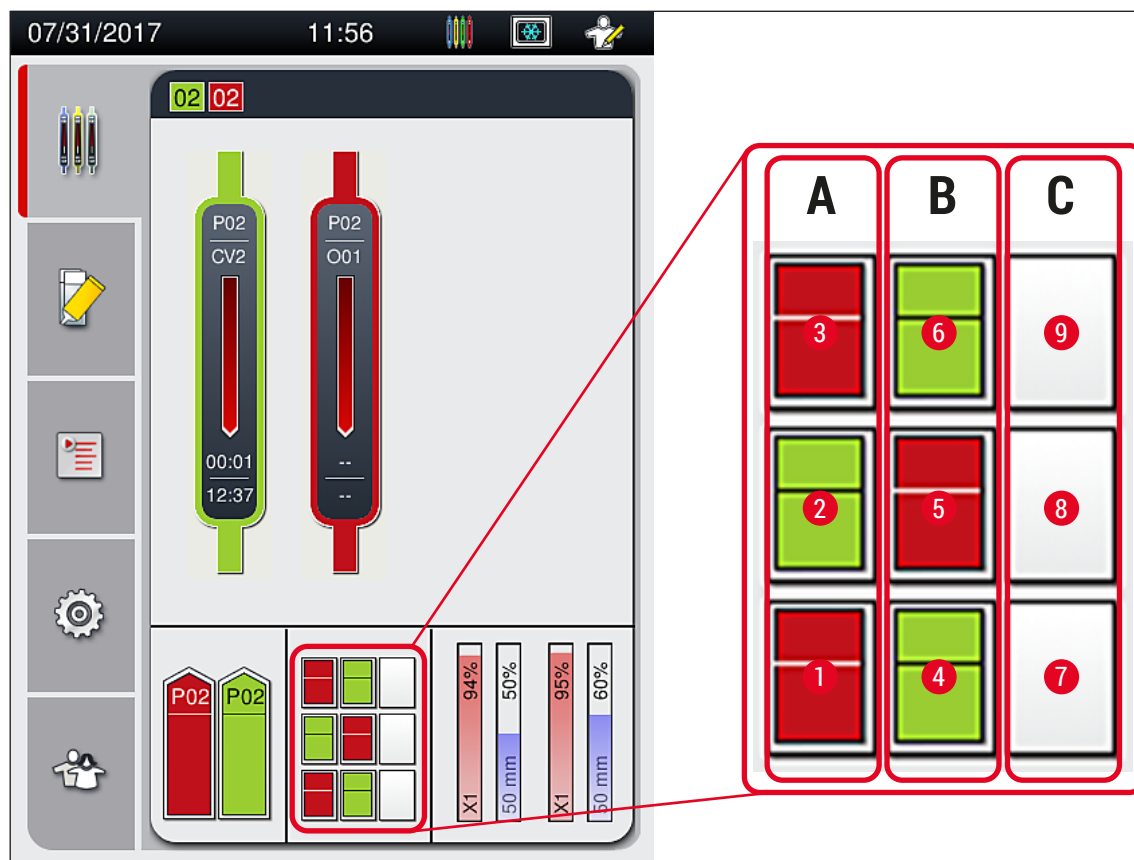 07/31/2017 11:56
02 02
P02 P02
CV2 O01
00:01 --
12:37 --
P02 P02
X1 94%
50 mm 50%
X1 95%
50 mm 60%
A B C
3 6 9
2 5 8
1 4 7